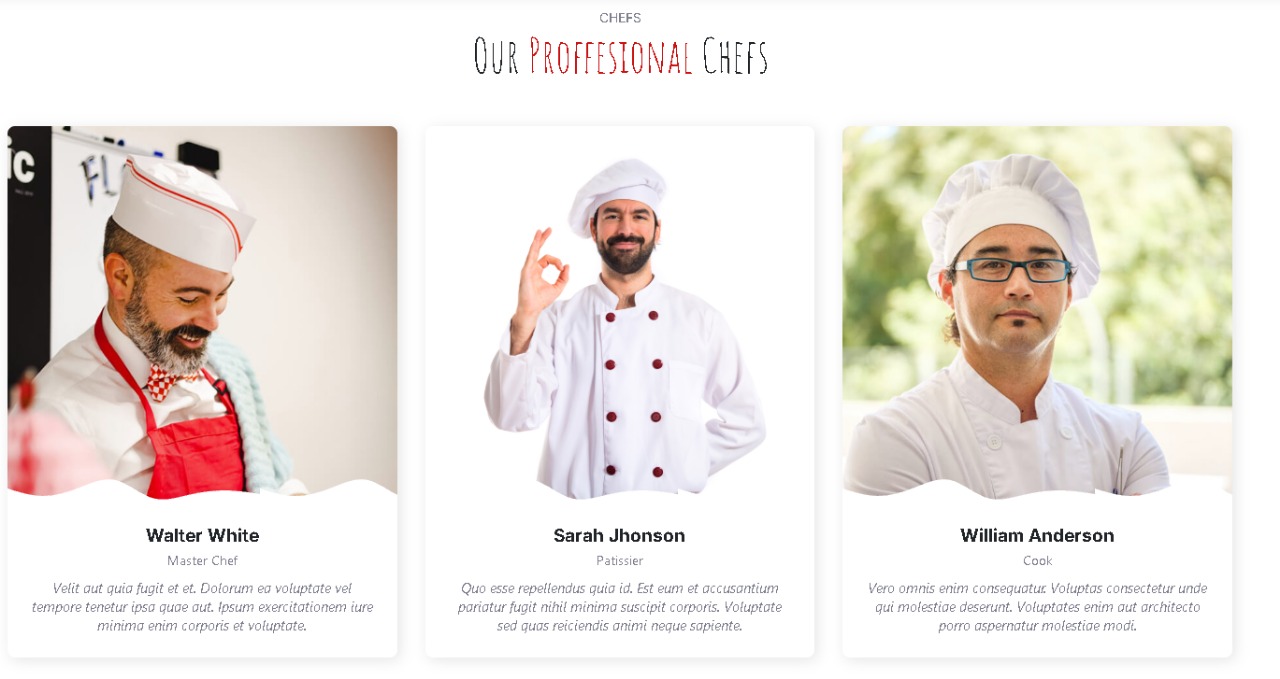 CHEFS
Our Proffesional Chefs
ic
FL
Walter White
Master Chef
Velit aut quia fugit et et. Dolorum ea voluptate vel
tempore tenetur ipsa quae aut. Ipsum exercitationem iure
minima enim corporis et voluptate.
Sarah Jhonson
Patissier
Quo esse repellendus quia id. Est eum et accusantium
pariatur fugit nihil minima suscipit corporis. Voluptate
sed quas reiciendis animi neque sapiente.
William Anderson
Cook
Vero omnis enim consequatur. Voluptas consectetur unde
qui molestiae deserunt. Voluptates enim aut architecto
porro aspernatur molestiae modi.